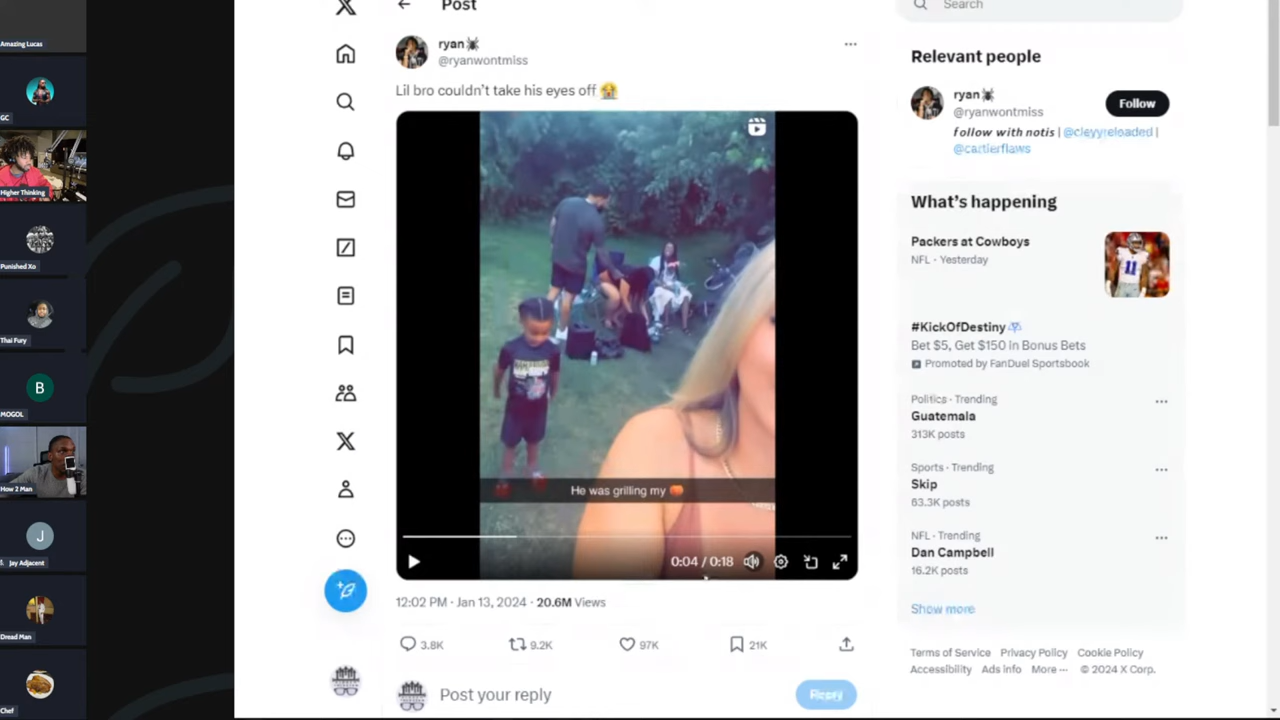 Amazing Lucas
GC
Higher Thinking
Punished Xo
Thai Fury
B
MOGOL
How 2 Man
J
Jay Adjacent
Dread Man
Chef
Post
ryan🕷
@ryanwontmiss
Lil bro couldn't take his eyes off 😭
He was grilling my 🍑
0:04 / 0:18
12:02 PM · Jan 13, 2024 · 20.6M Views
3.8K
9.2K
97K
21K
Post your reply
Reply
Search
Relevant people
ryan🕷
@ryanwontmiss
Follow
follow with notis | @cleyyreloaded |
@cartierflaws
What's happening
Packers at Cowboys
NFL · Yesterday
#KickOfDestiny
Bet $5, Get $150 in Bonus Bets
Promoted by FanDuel Sportsbook
Politics · Trending
Guatemala
313K posts
Sports · Trending
Skip
63.3K posts
NFL · Trending
Dan Campbell
16.2K posts
Show more
Terms of Service Privacy Policy Cookie Policy
Accessibility Ads info More ··· © 2024 X Corp.